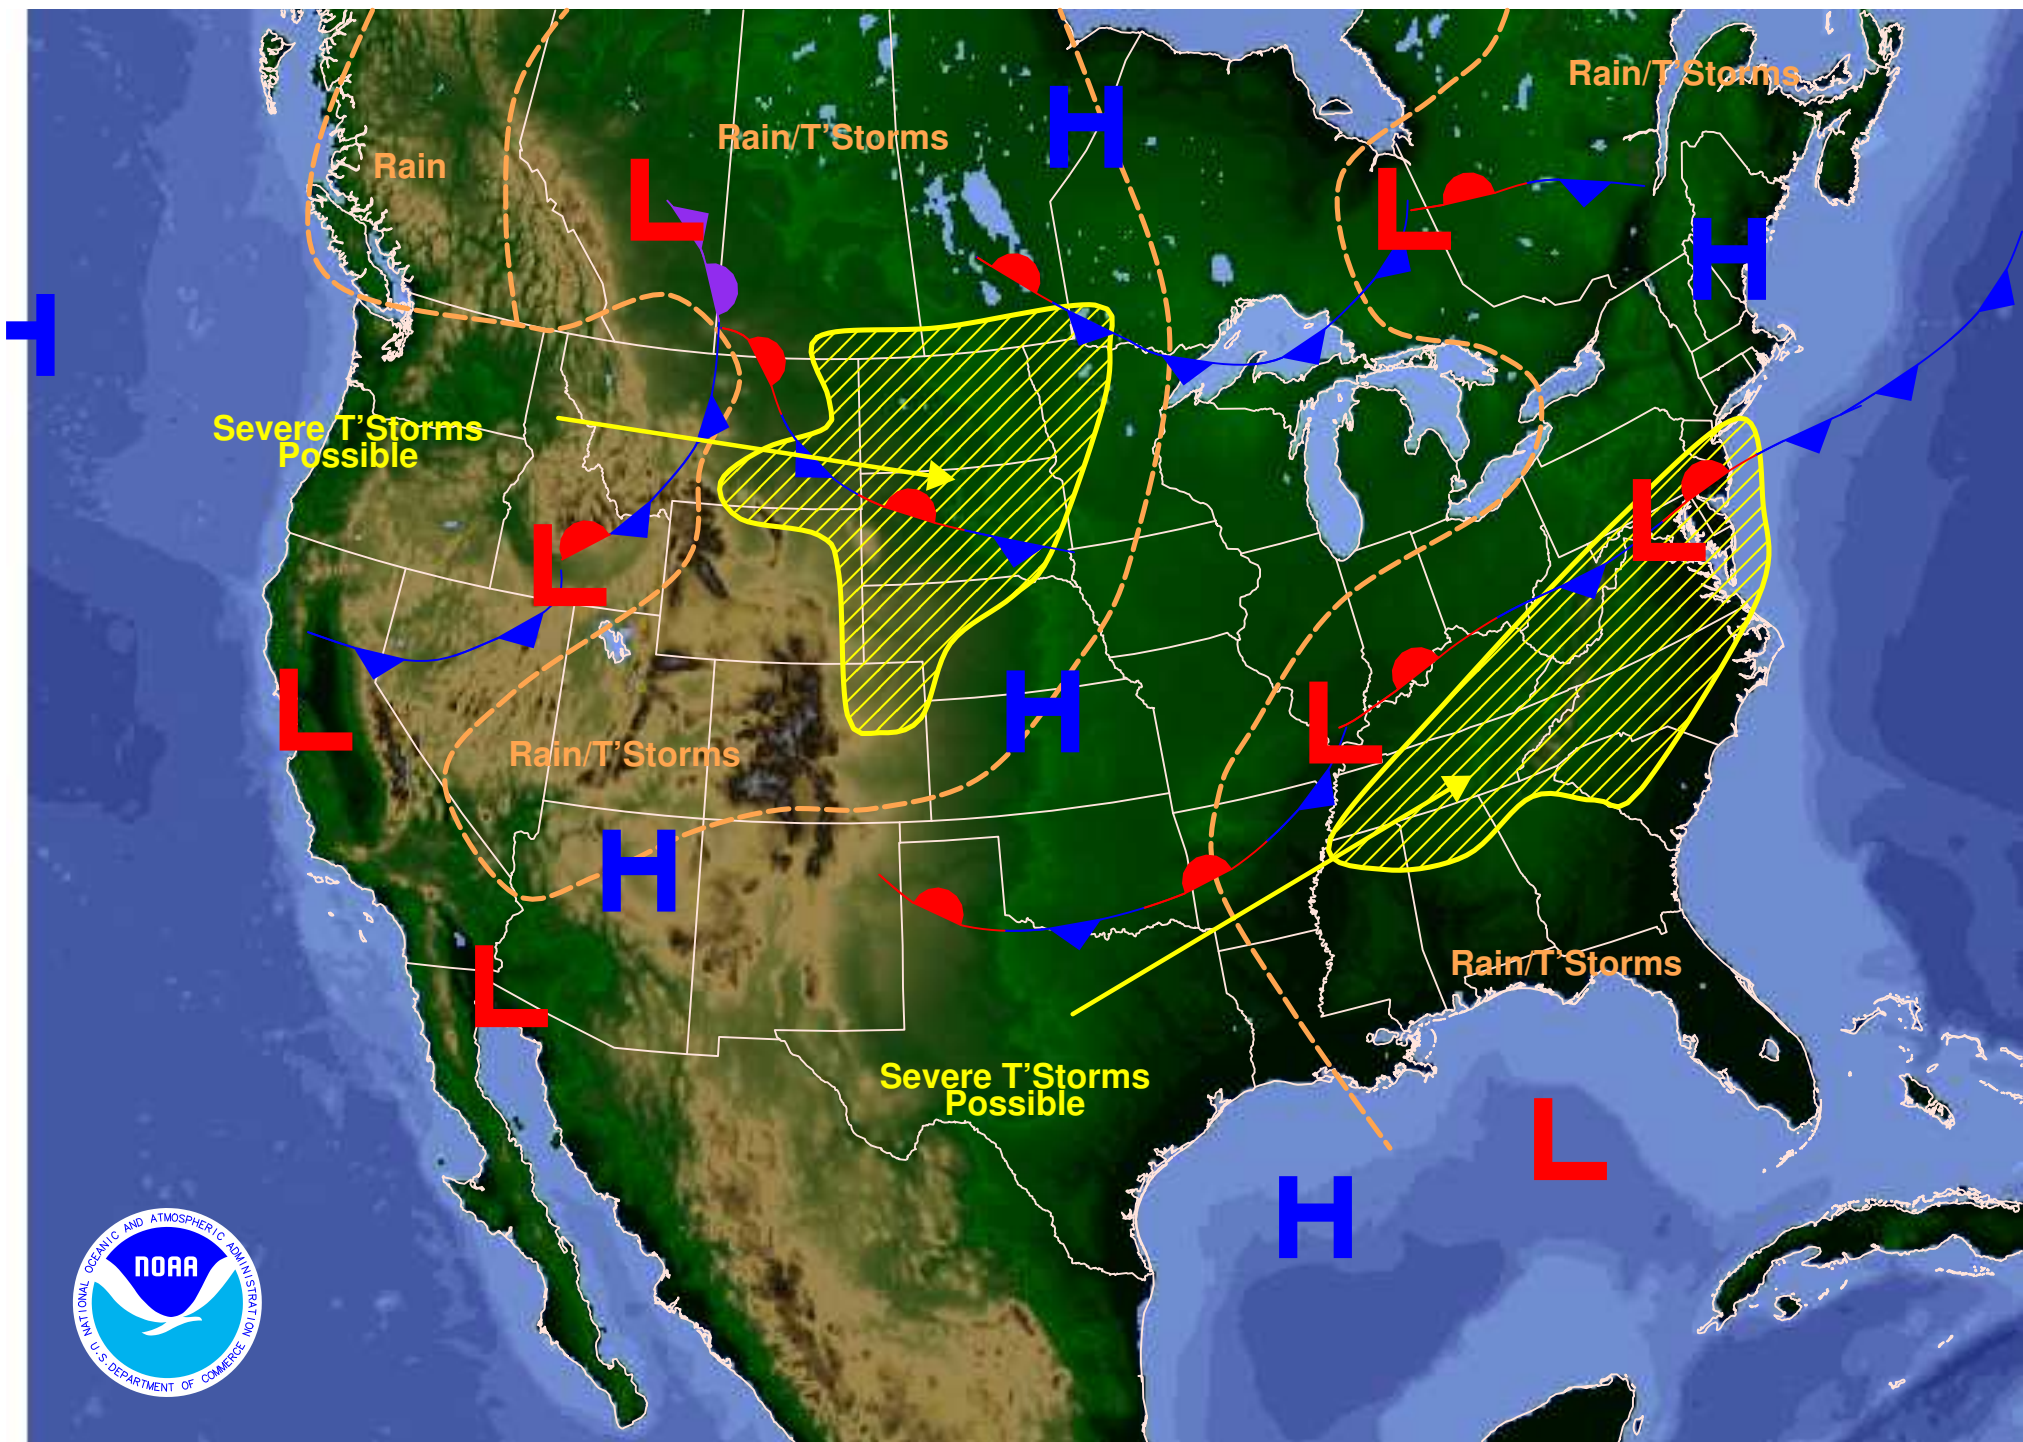 Rain/T'Storms
H
Rain/T'Storms
Rain
L
L
H
H
Severe T'Storms
Possible
L
L
L
L
H
Rain/T'Storms
H
L
Rain/T'Storms
Severe T'Storms
Possible
L
H
NATIONAL OCEANIC AND ATMOSPHERIC ADMINISTRATION
NOAA
U.S. DEPARTMENT OF COMMERCE